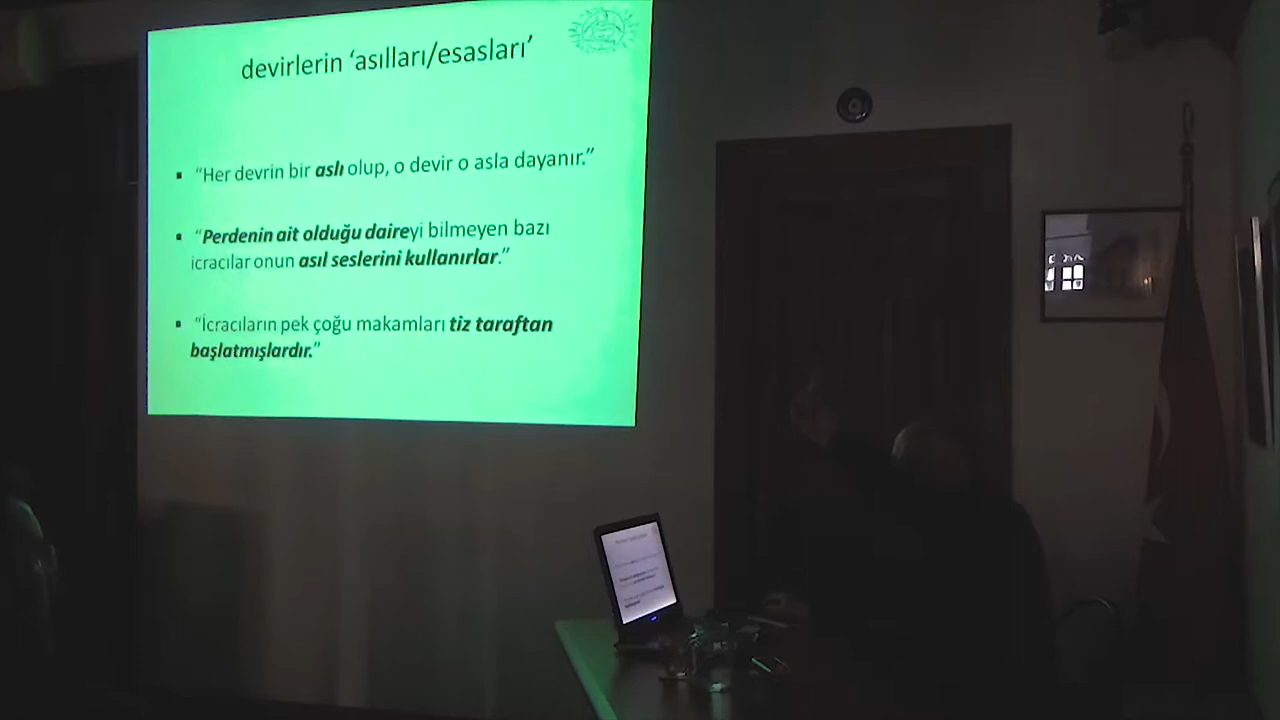 devirlerin ‘asılları/esasları’
▪ “Her devrin bir aslı olup, o devir o asla dayanır.”
▪ “Perdenin ait olduğu daireyi bilmeyen bazı
icracılar onun asıl seslerini kullanırlar.”
▪ “İcracıların pek çoğu makamları tiz taraftan
başlatmışlardır.”